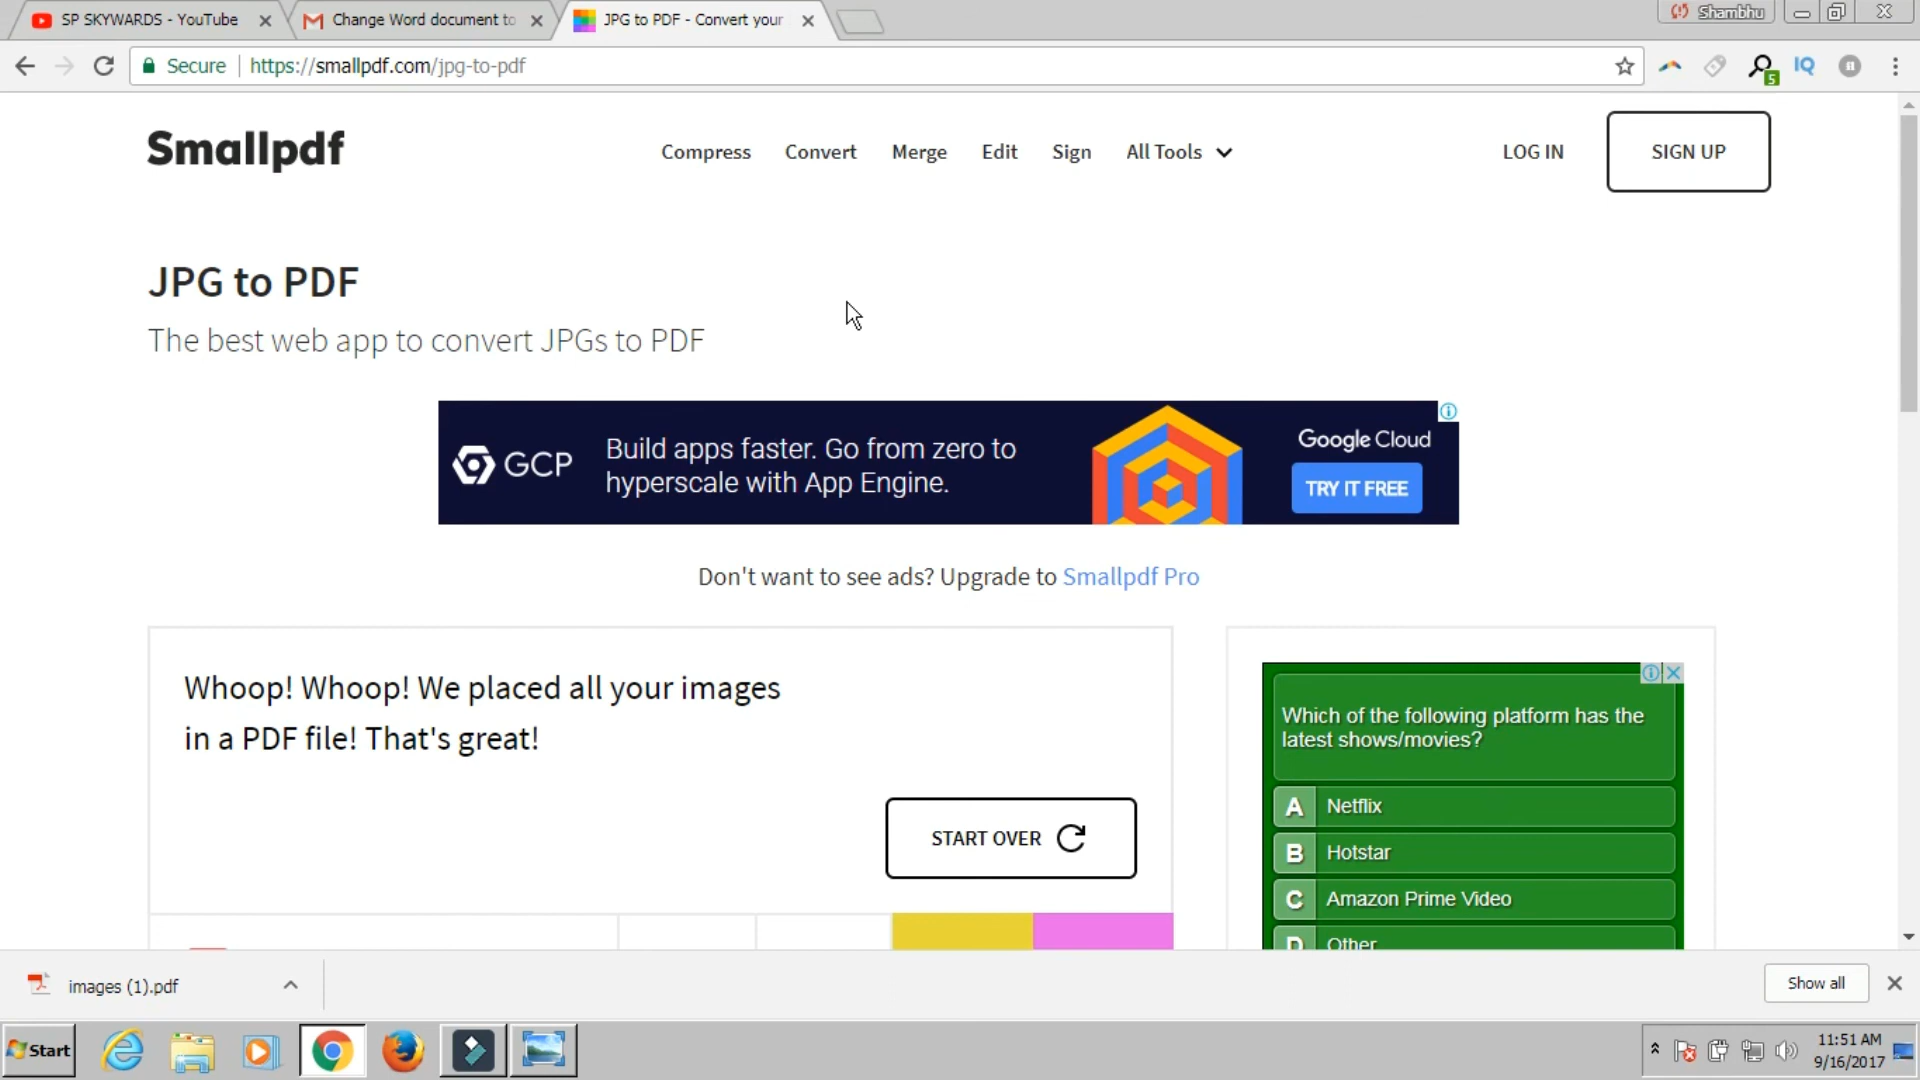 SP SKYWARDS - YouTube
Change Word document to
JPG to PDF - Convert your
Shambhu
Secure
https://smallpdf.com/jpg-to-pdf
5
IQ
Smallpdf
Compress
Convert
Merge
Edit
Sign
All Tools
LOG IN
SIGN UP
JPG to PDF
The best web app to convert JPGs to PDF
GCP
Build apps faster. Go from zero to
hyperscale with App Engine.
Google Cloud
TRY IT FREE
Don't want to see ads? Upgrade to Smallpdf Pro
Whoop! Whoop! We placed all your images
in a PDF file! That's great!
START OVER
Which of the following platform has the
latest shows/movies?
A Netflix
B Hotstar
C Amazon Prime Video
D Other
images (1).pdf
Show all
Start
11:51 AM
9/16/2017